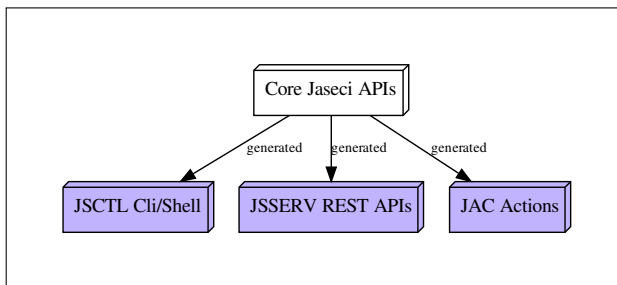 Core Jaseci APIs
generated
generated
generated
JSCTL Cli/Shell
JSSERV REST APIs
JAC Actions